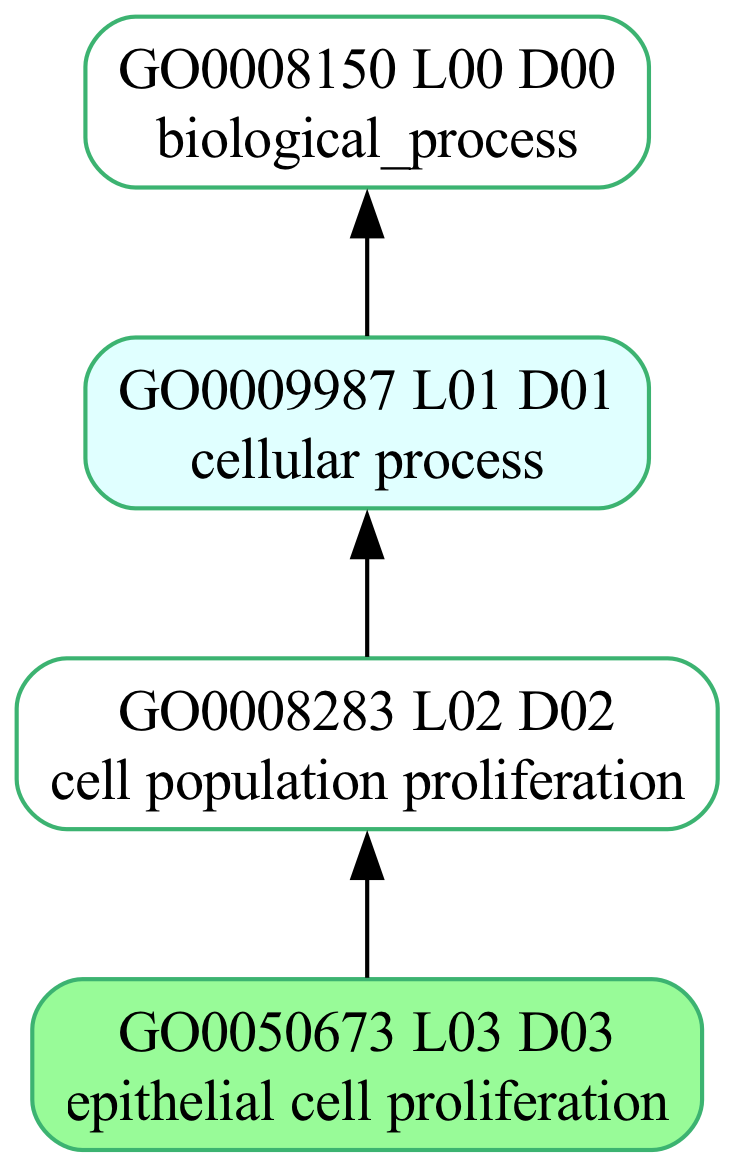 GO0008150 L00 D00
biological_process
GO0009987 L01 D01
cellular process
GO0008283 L02 D02
cell population proliferation
GO0050673 L03 D03
epithelial cell proliferation